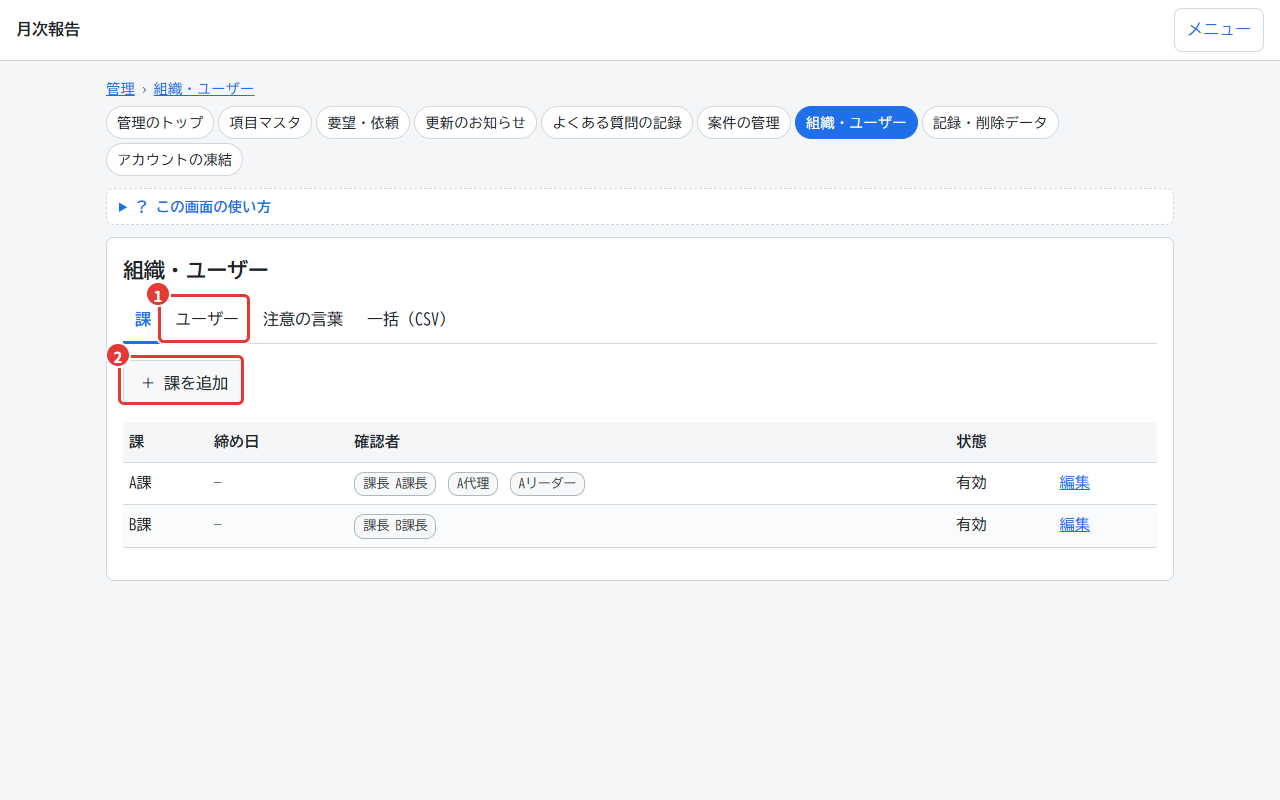 月次報告
メニュー
管理 › 組織・ユーザー
管理のトップ 項目マスタ 要望・依頼 更新のお知らせ よくある質問の記録 案件の管理 組織・ユーザー 記録・削除データ
アカウントの凍結
▶ ? この画面の使い方
組織・ユーザー
1
課 ユーザー 注意の言葉 一括（CSV）
2
＋ 課を追加
課 締め日 確認者 状態
A課 — 課長 A課長 A代理 Aリーダー 有効 編集
B課 — 課長 B課長 有効 編集